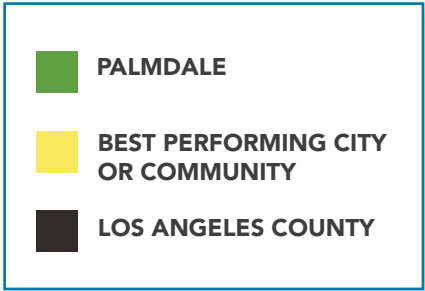 PALMDALE
BEST PERFORMING CITY
OR COMMUNITY
LOS ANGELES COUNTY